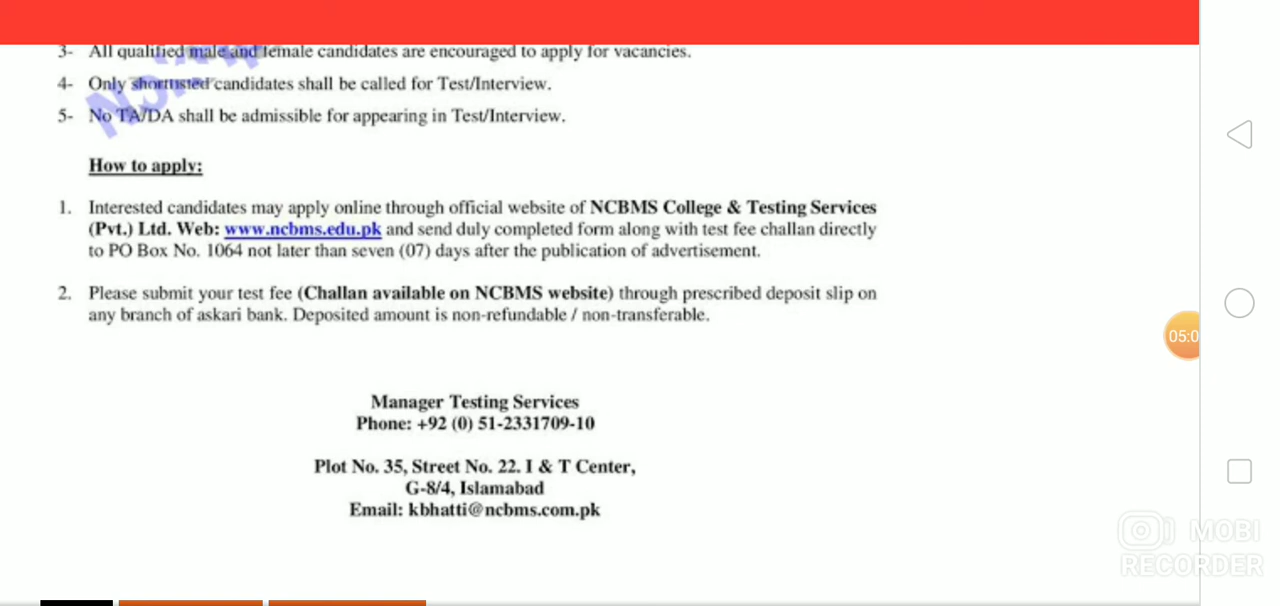 3- All qualified male and female candidates are encouraged to apply for vacancies.
4- Only shortlisted candidates shall be called for Test/Interview.
5- No TA/DA shall be admissible for appearing in Test/Interview.
How to apply:
1. Interested candidates may apply online through official website of NCBMS College & Testing Services
(Pvt.) Ltd. Web: www.ncbms.edu.pk and send duly completed form along with test fee challan directly
to PO Box No. 1064 not later than seven (07) days after the publication of advertisement.
2. Please submit your test fee (Challan available on NCBMS website) through prescribed deposit slip on
any branch of askari bank. Deposited amount is non-refundable / non-transferable.
05:0
Manager Testing Services
Phone: +92 (0) 51-2331709-10
Plot No. 35, Street No. 22. I & T Center,
G-8/4, Islamabad
Email: kbhatti@ncbms.com.pk
MOBI
RECORDER